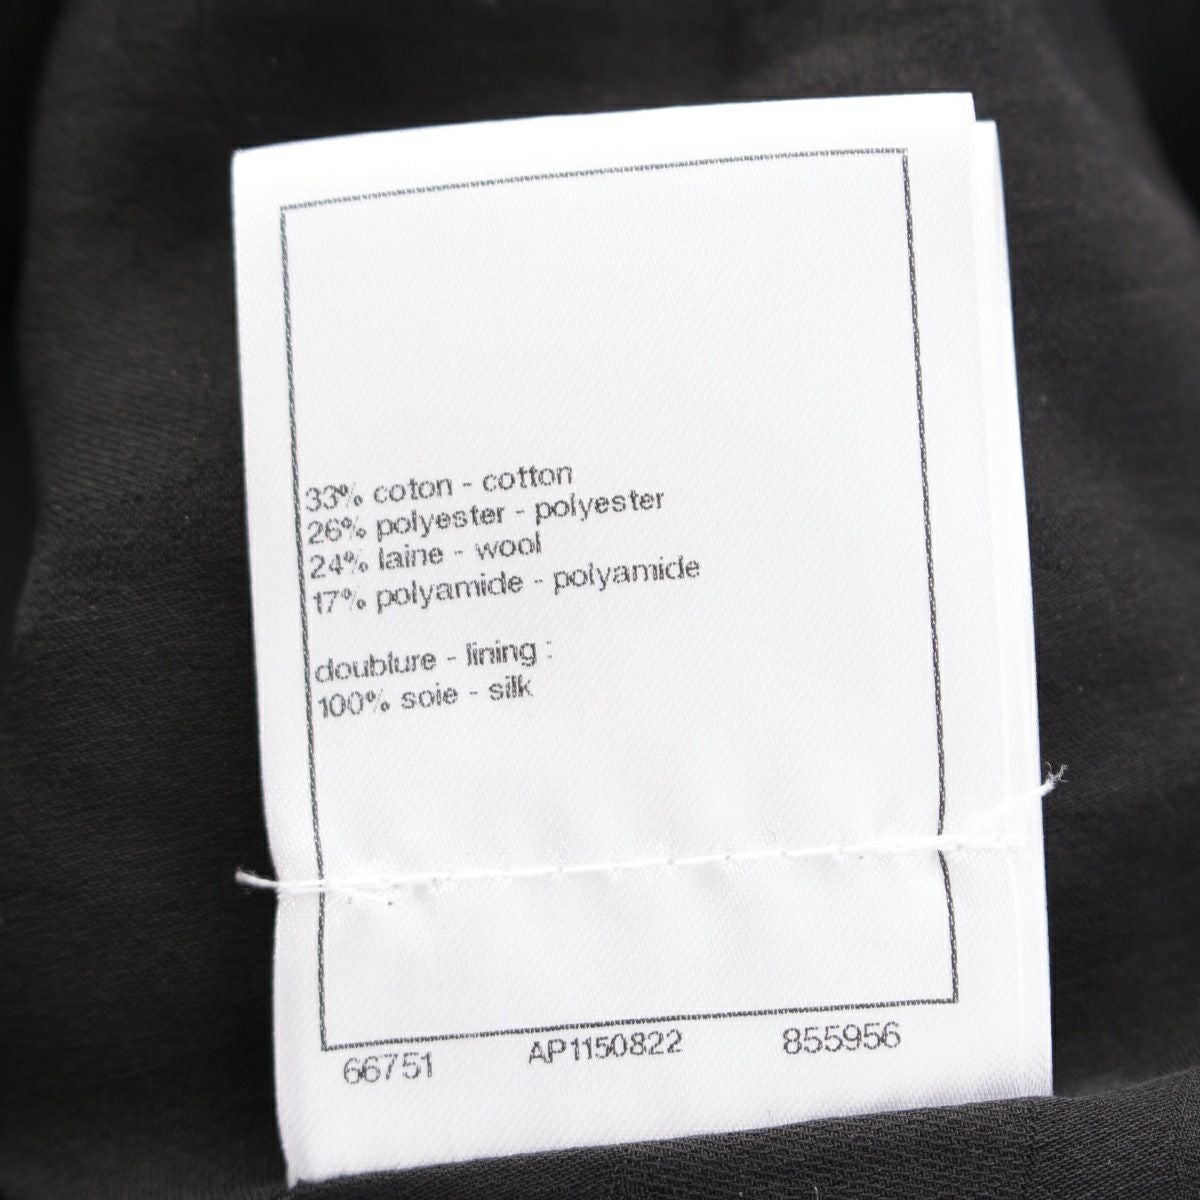 33% coton - cotton
26% polyester - polyester
24% laine - wool
17% polyamide - polyamide
doublure - lining :
100% soie - silk
66751 AP1150822 855956